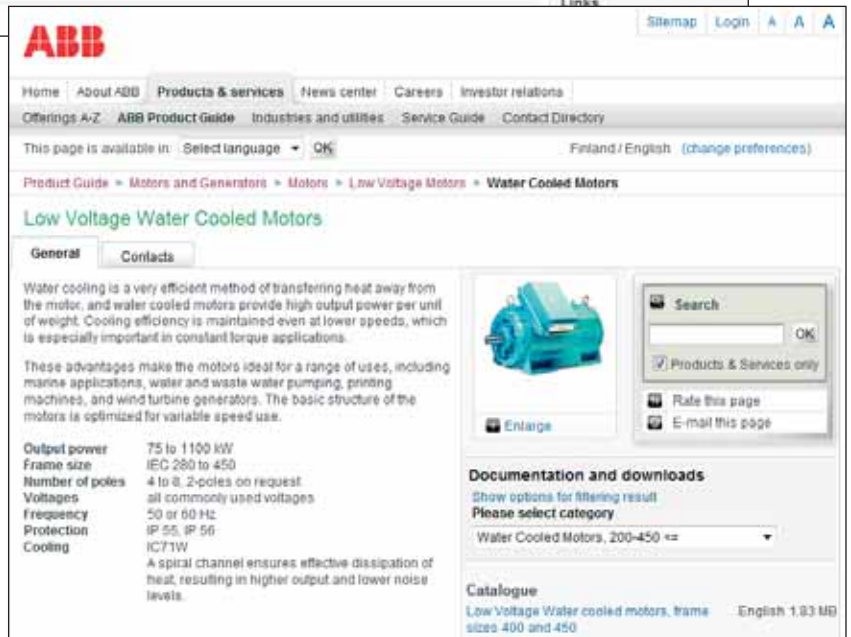 Links
Sitemap Login A A A
ABB
Home About ABB Products & services News center Careers Investor relations
Offerings A-Z ABB Product Guide Industries and utilities Service Guide Contact Directory
This page is available in: Select language OK Finland / English (change preferences)
Product Guide Motors and Generators Motors Low Voltage Motors Water Cooled Motors
Low Voltage Water Cooled Motors
General Contacts
Water cooling is a very efficient method of transferring heat away from
the motor, and water cooled motors provide high output power per unit
of weight. Cooling efficiency is maintained even at lower speeds, which
is especially important in constant torque applications.
These advantages make the motors ideal for a range of uses, including
marine applications, water and waste water pumping, printing
machines, and wind turbine generators. The basic structure of the
motors is optimized for variable speed use.
Output power 75 to 1100 kW
Frame size IEC 280 to 450
Number of poles 4 to 8, 2-poles on request
Voltages all commonly used voltages
Frequency 50 or 60 Hz
Protection IP 55, IP 56
Cooling IC71W
A spiral channel ensures effective dissipation of
heat, resulting in higher output and lower noise
levels.
Enlarge
Search
OK
Products & Services only
Rate this page
E-mail this page
Documentation and downloads
Show options for filtering result
Please select category
Water Cooled Motors, 200-450 <=
Catalogue
Low Voltage Water cooled motors, frame English 1.83 MB
sizes 400 and 450